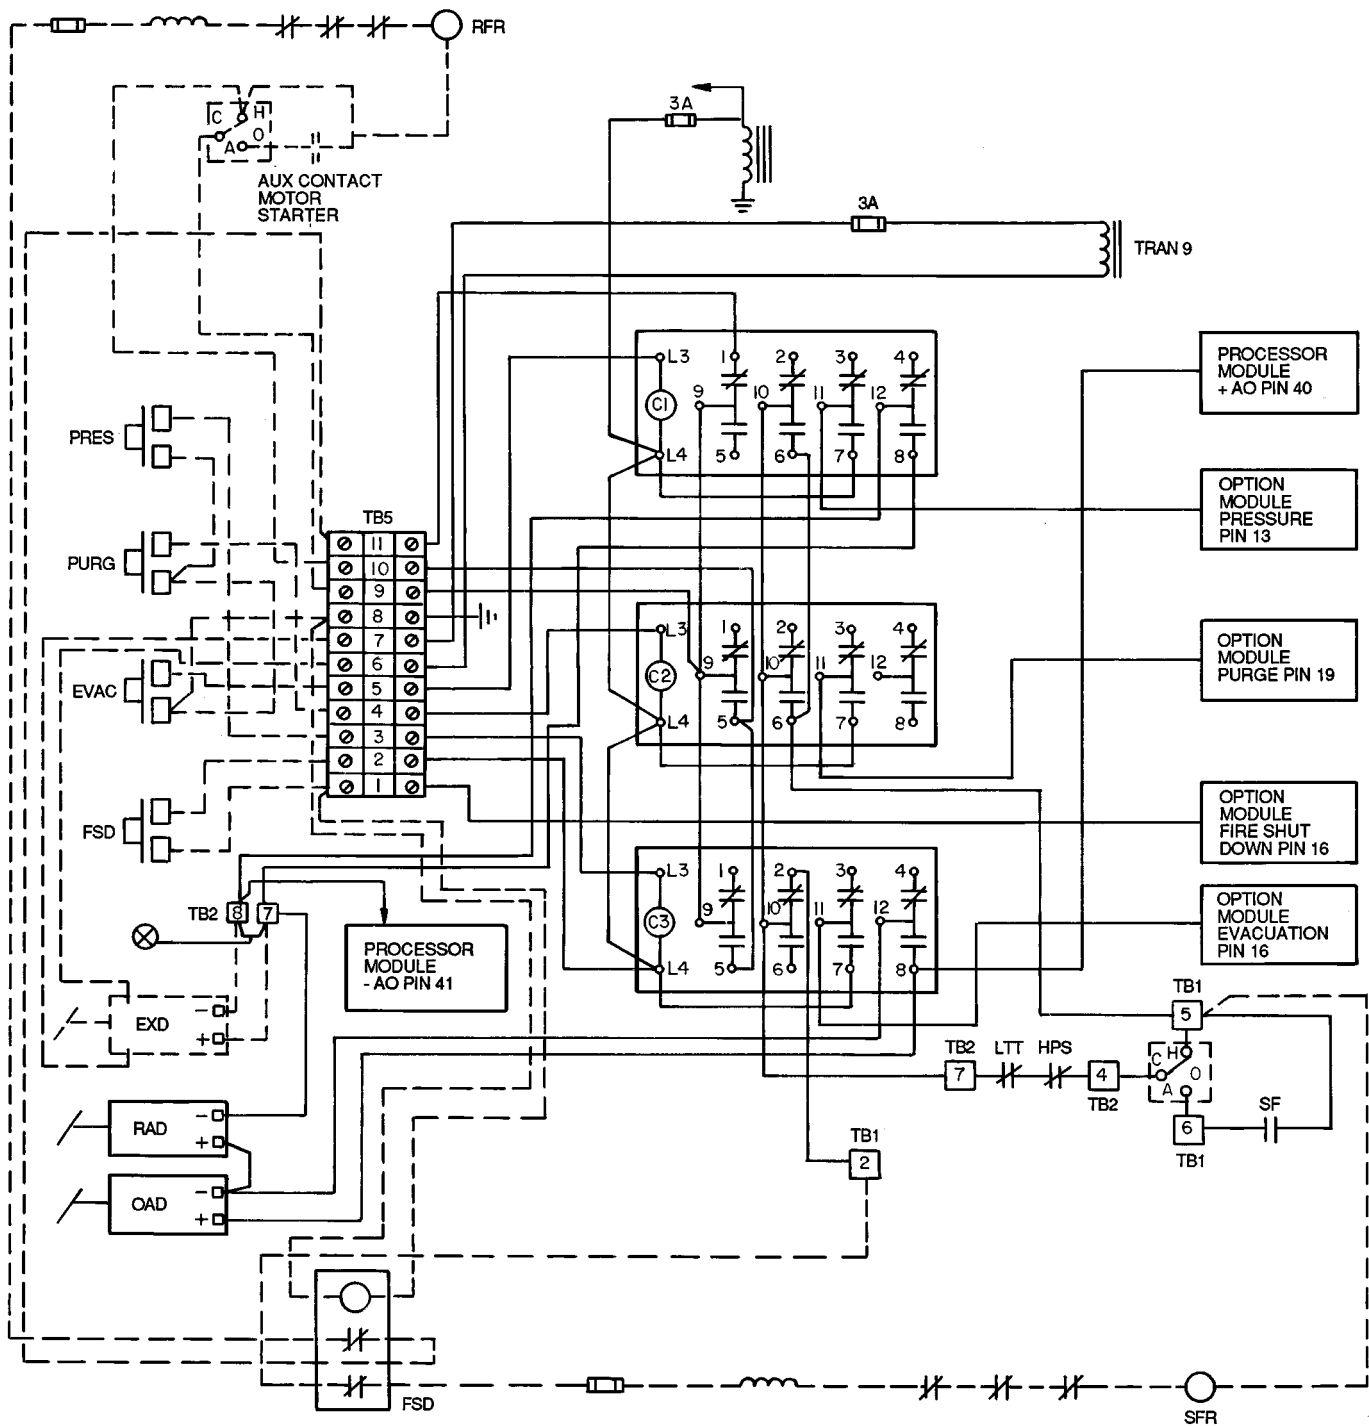 RFR
C H
A O
AUX CONTACT
MOTOR
STARTER
3A
3A
TRAN 9
L3 1 2 3 4
C1 9 10 11 12
L4 5 6 7 8
PROCESSOR
MODULE
+ AO PIN 40
PRES
OPTION
MODULE
PRESSURE
PIN 13
TB5
11
10
9
8
7
6
5
4
3
2
1
PURG
EVAC
FSD
L3 1 2 3 4
C2 9 10 11 12
L4 5 6 7 8
OPTION
MODULE
PURGE PIN 19
OPTION
MODULE
FIRE SHUT
DOWN PIN 16
L3 1 2 3 4
C3 9 10 11 12
L4 5 6 7 8
OPTION
MODULE
EVACUATION
PIN 16
TB2 8 7
PROCESSOR
MODULE
- AO PIN 41
EXD - +
TB1
5
TB2 LTT HPS
7 4
TB2
C H
A O
SF
6
TB1
RAD - +
TB1
2
OAD - +
FSD
SFR